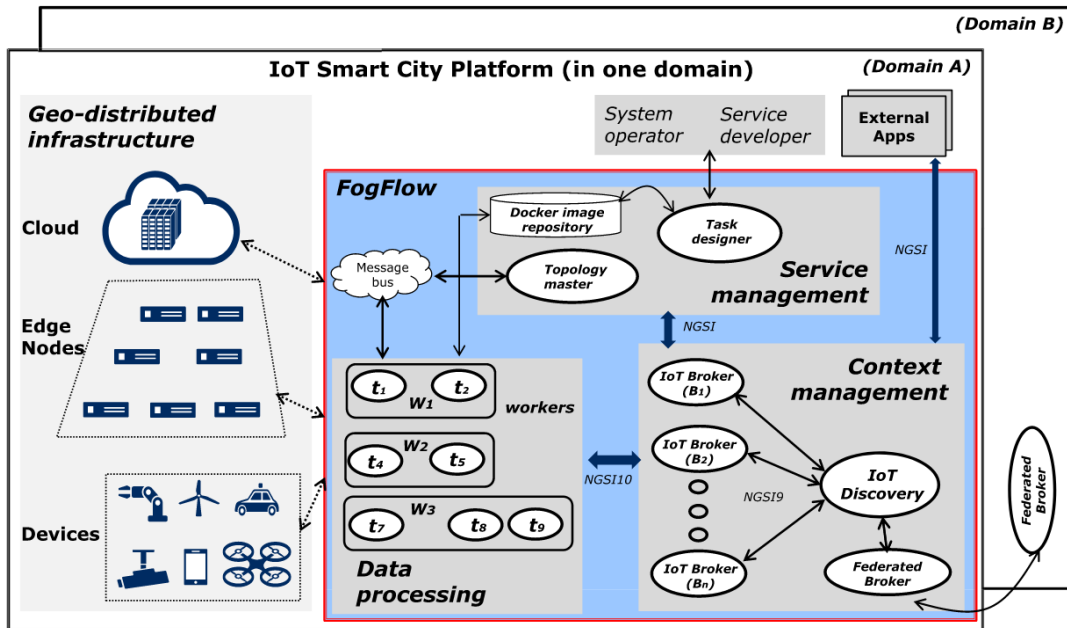 (Domain B)
IoT Smart City Platform (in one domain)
(Domain A)
Geo-distributed
infrastructure
Cloud
Edge
Nodes
Devices
System
operator
Service
developer
External
Apps
FogFlow
Docker image
repository
Task
designer
Message
bus
Topology
master
Service
management
NGSI
NGSI
t1
t2
W1
workers
t4
W2
t5
t7
W3
t8
t9
Data
processing
NGSI10
Context
management
IoT Broker
(B1)
IoT Broker
(B2)
NGSI9
IoT
Discovery
IoT Broker
(Bn)
Federated
Broker
Federated
Broker